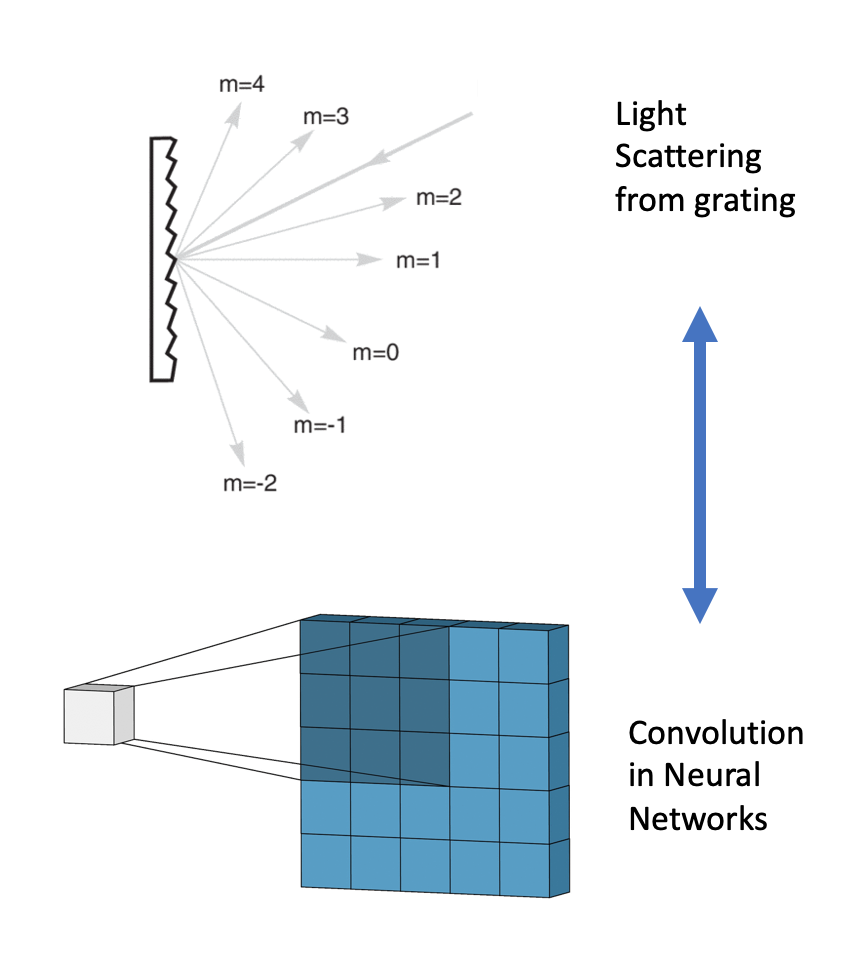 m=4
m=3
m=2
m=1
m=0
m=-1
m=-2
Light
Scattering
from grating
Convolution
in Neural
Networks